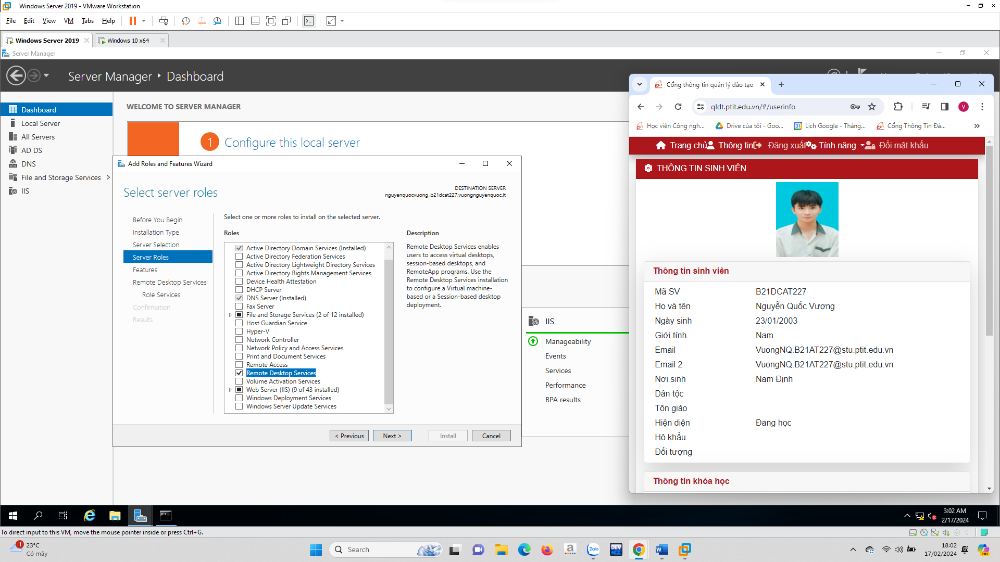 Windows Server 2019 - VMware Workstation
File Edit View VM Tabs Help
Windows Server 2019
Windows 10 x64
Server Manager
Server Manager • Dashboard
Dashboard
Local Server
All Servers
AD DS
DNS
File and Storage Services
IIS
WELCOME TO SERVER MANAGER
1 Configure this local server
Add Roles and Features Wizard
Select server roles
DESTINATION SERVER
nguyenquocvuong_b21dcat227.vuongnguyenquoc.it
Before You Begin
Installation Type
Server Selection
Server Roles
Features
Remote Desktop Services
Role Services
Confirmation
Results
Select one or more roles to install on the selected server.
Roles
Active Directory Domain Services (Installed)
Active Directory Federation Services
Active Directory Lightweight Directory Services
Active Directory Rights Management Services
Device Health Attestation
DHCP Server
DNS Server (Installed)
Fax Server
File and Storage Services (2 of 12 installed)
Host Guardian Service
Hyper-V
Network Controller
Network Policy and Access Services
Print and Document Services
Remote Access
Remote Desktop Services
Volume Activation Services
Web Server (IIS) (9 of 43 installed)
Windows Deployment Services
Windows Server Update Services
Description
Remote Desktop Services enables
users to access virtual desktops,
session-based desktops, and
RemoteApp programs. Use the
Remote Desktop Services installation
to configure a Virtual machine-
based or a Session-based desktop
deployment.
< Previous
Next >
Install
Cancel
IIS
Manageability
Events
Services
Performance
BPA results
Cổng thông tin quản lý đào tạo
qldt.ptit.edu.vn/#/userinfo
V
Học viện Công ngh...
Drive của tôi - Goo...
31 Lịch Google - Tháng...
Cổng Thông Tin Đà...
Trang chủ
Thông tin
Đăng xuất
Tính năng
Đổi mật khẩu
THÔNG TIN SINH VIÊN
Thông tin sinh viên
Mã SV B21DCAT227
Họ và tên Nguyễn Quốc Vượng
Ngày sinh 23/01/2003
Giới tính Nam
Email VuongNQ.B21AT227@stu.ptit.edu.vn
Email 2 VuongNQ.B21AT227@stu.ptit.edu.vn
Nơi sinh Nam Định
Dân tộc
Tôn giáo
Hiện diện Đang học
Hộ khẩu
Đối tượng
Thông tin khóa học
3:02 AM
2/17/2024
To direct input to this VM, move the mouse pointer inside or press Ctrl+G.
1
23°C
Có mây
Search
a
Zalo
DEV
W
18:02
17/02/2024
PRE